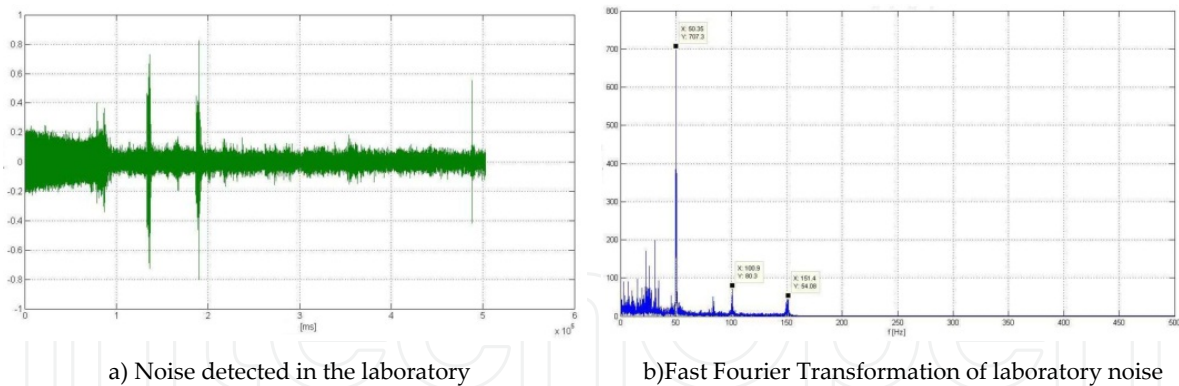 1
0.8
0.6
0.4
0.2
0
-0.2
-0.4
-0.6
-0.8
-1
0 1 2 3 4 5 6
[ms]
x 10
800
700
600
500
400
300
200
100
0
X: 50.35
Y: 707.3
X: 100.9
Y: 80.3
X: 151.4
Y: 54.08
0 50 100 150 200 250 300 350 400 450 500
f [Hz]
a) Noise detected in the laboratory
b)Fast Fourier Transformation of laboratory noise